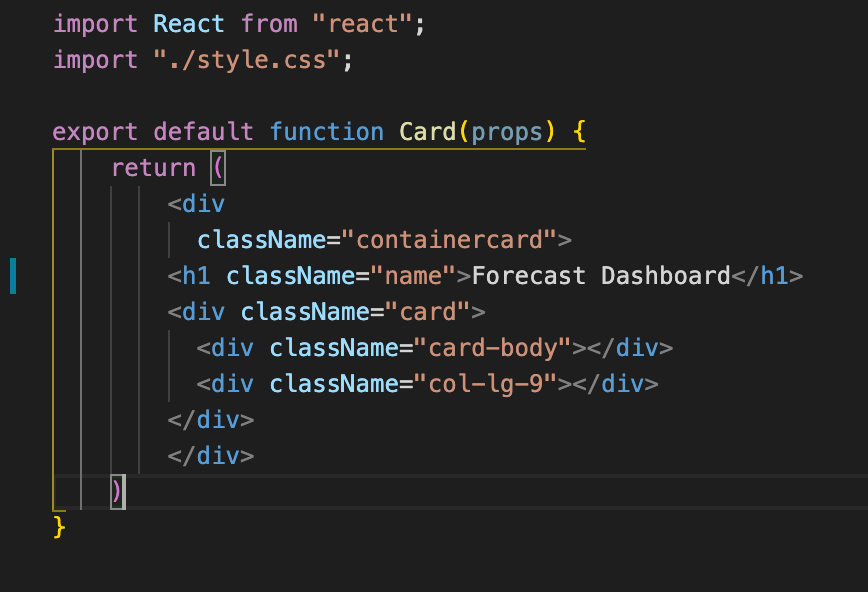 import React from "react";
import "./style.css";
export default function Card(props) {
return (
<div
className="containercard">
<h1 className="name">Forecast Dashboard</h1>
<div className="card">
<div className="card-body"></div>
<div className="col-lg-9"></div>
</div>
</div>
)
}